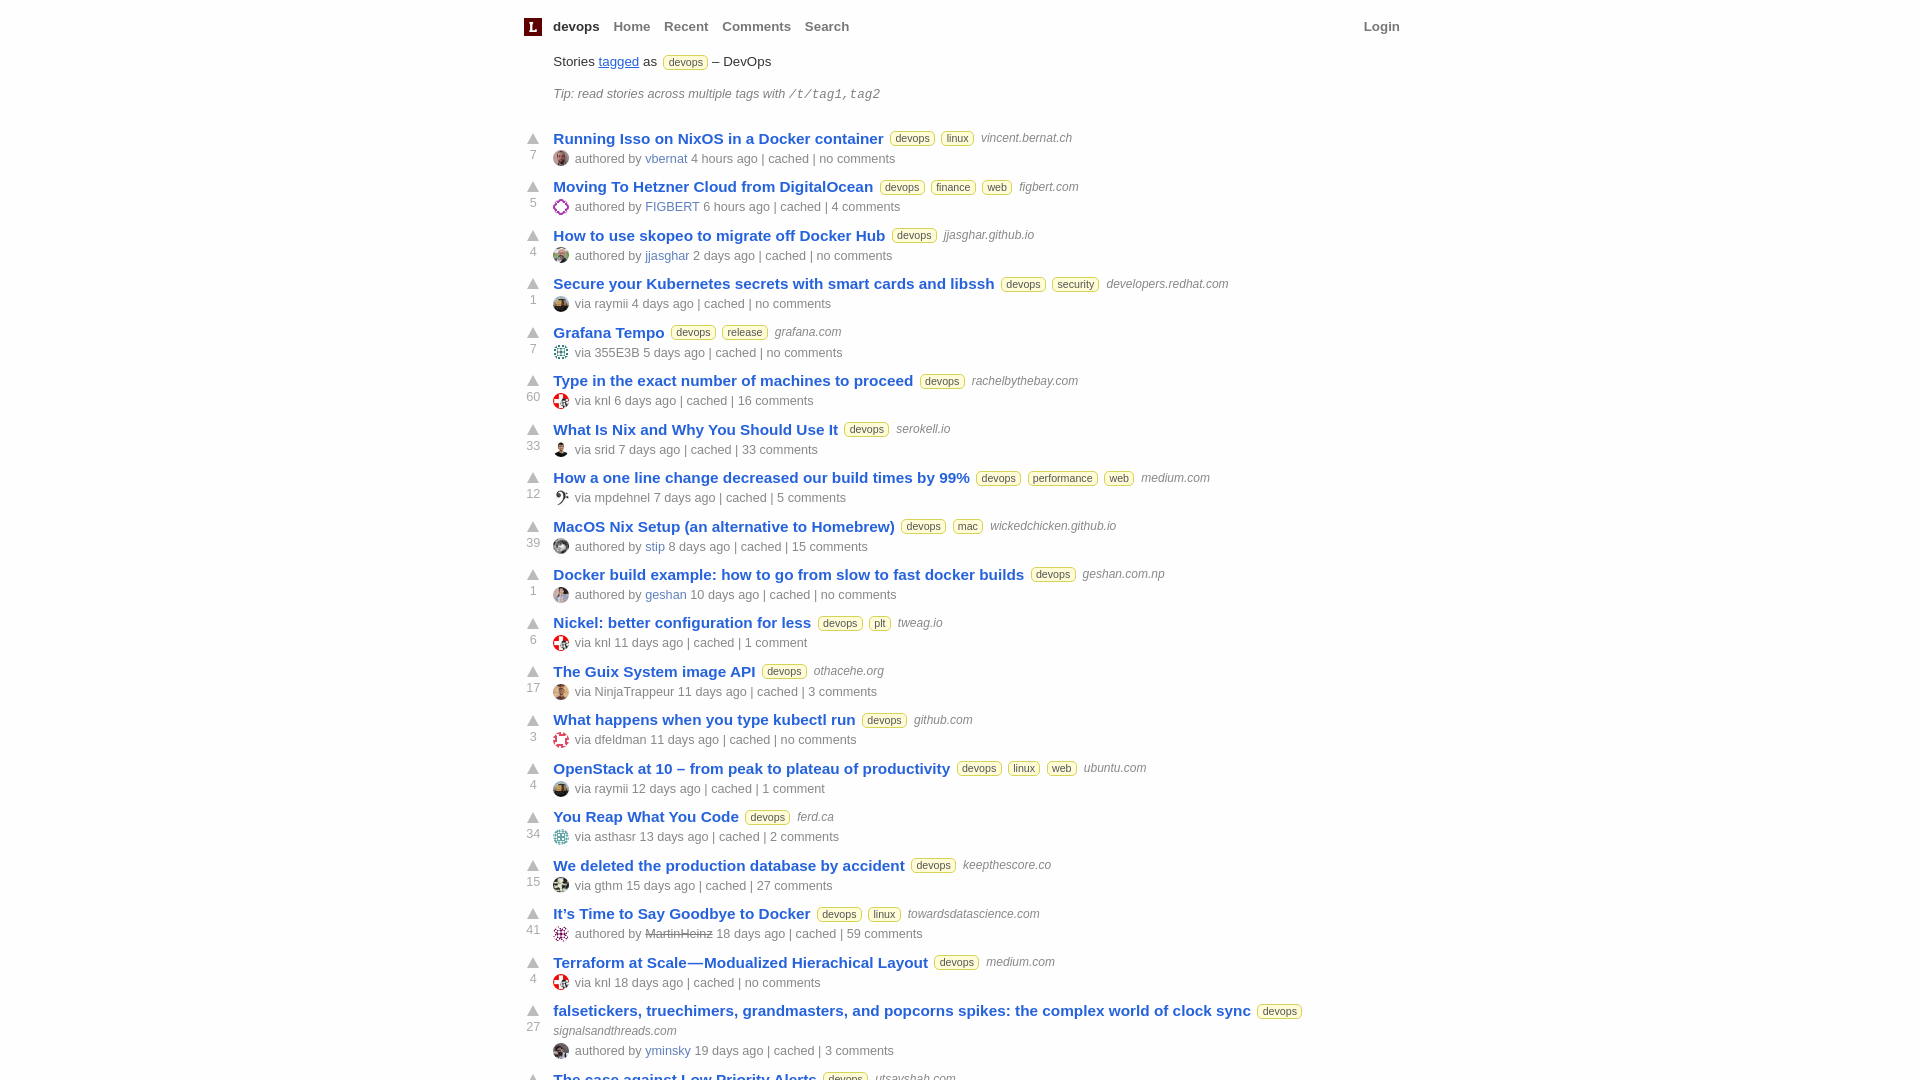 L devops Home Recent Comments Search Login
Stories tagged as devops – DevOps
Tip: read stories across multiple tags with /t/tag1,tag2
Running Isso on NixOS in a Docker container devops linux vincent.bernat.ch
7 authored by vbernat 4 hours ago | cached | no comments
Moving To Hetzner Cloud from DigitalOcean devops finance web figbert.com
5 authored by FIGBERT 6 hours ago | cached | 4 comments
How to use skopeo to migrate off Docker Hub devops jjasghar.github.io
4 authored by jjasghar 2 days ago | cached | no comments
Secure your Kubernetes secrets with smart cards and libssh devops security developers.redhat.com
1 via raymii 4 days ago | cached | no comments
Grafana Tempo devops release grafana.com
7 via 355E3B 5 days ago | cached | no comments
Type in the exact number of machines to proceed devops rachelbythebay.com
60 via knl 6 days ago | cached | 16 comments
What Is Nix and Why You Should Use It devops serokell.io
33 via srid 7 days ago | cached | 33 comments
How a one line change decreased our build times by 99% devops performance web medium.com
12 via mpdehnel 7 days ago | cached | 5 comments
MacOS Nix Setup (an alternative to Homebrew) devops mac wickedchicken.github.io
39 authored by stip 8 days ago | cached | 15 comments
Docker build example: how to go from slow to fast docker builds devops geshan.com.np
1 authored by geshan 10 days ago | cached | no comments
Nickel: better configuration for less devops plt tweag.io
6 via knl 11 days ago | cached | 1 comment
The Guix System image API devops othacehe.org
17 via NinjaTrappeur 11 days ago | cached | 3 comments
What happens when you type kubectl run devops github.com
3 via dfeldman 11 days ago | cached | no comments
OpenStack at 10 – from peak to plateau of productivity devops linux web ubuntu.com
4 via raymii 12 days ago | cached | 1 comment
You Reap What You Code devops ferd.ca
34 via asthasr 13 days ago | cached | 2 comments
We deleted the production database by accident devops keepthescore.co
15 via gthm 15 days ago | cached | 27 comments
It’s Time to Say Goodbye to Docker devops linux towardsdatascience.com
41 authored by MartinHeinz 18 days ago | cached | 59 comments
Terraform at Scale — Modualized Hierachical Layout devops medium.com
4 via knl 18 days ago | cached | no comments
falsetickers, truechimers, grandmasters, and popcorns spikes: the complex world of clock sync devops
27 signalsandthreads.com
authored by yminsky 19 days ago | cached | 3 comments
The case against Low Priority Alerts devops utsavshah.com